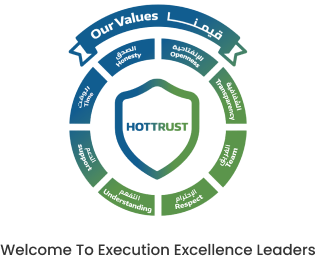 Our Values قيمنــا
الصدق
Honesty
الإنفتاحية
Openness
الشفافية
Transparency
الفريق
Team
الإحترام
Respect
التفهم
Understanding
الدعم
support
الوقت
Time
HOTTRUST
Welcome To Execution Excellence Leaders